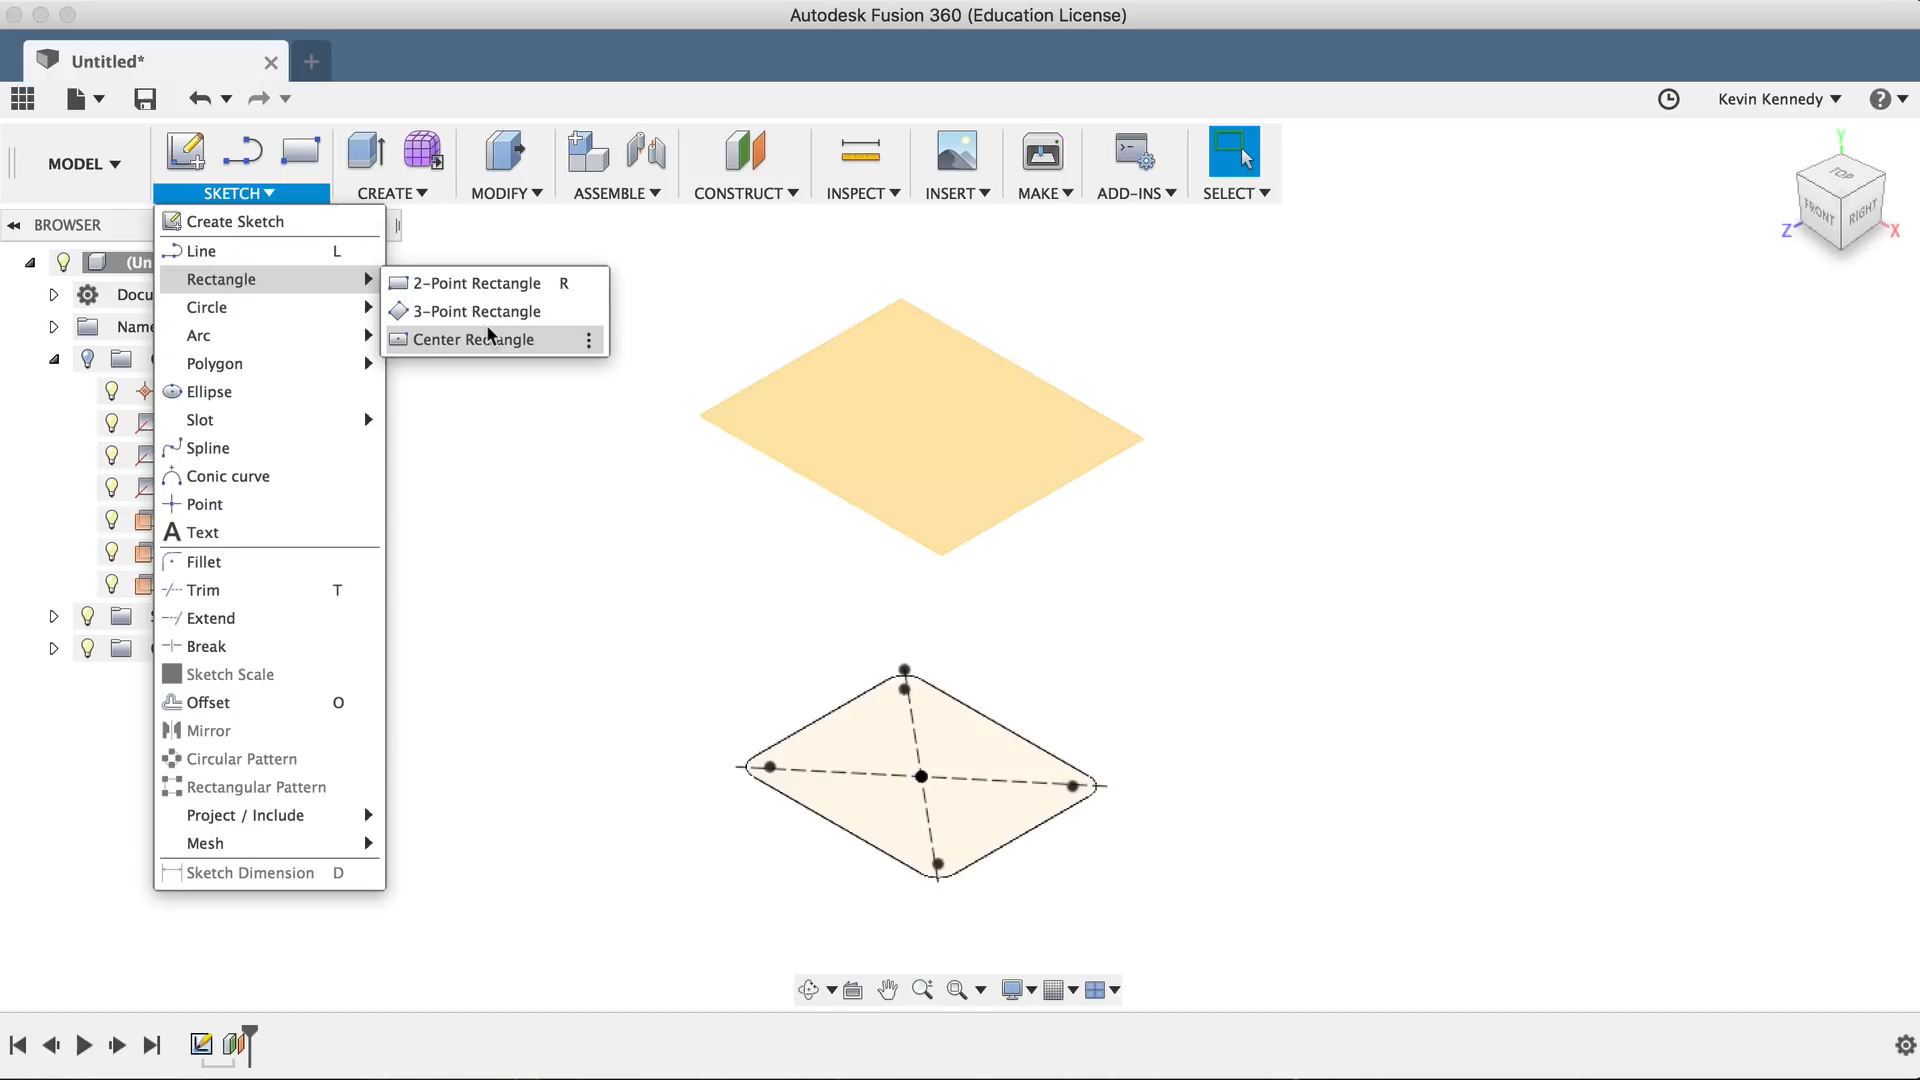 Autodesk Fusion 360 (Education License)
Untitled*
Kevin Kennedy
MODEL
SKETCH
CREATE
MODIFY
ASSEMBLE
CONSTRUCT
INSPECT
INSERT
MAKE
ADD-INS
SELECT
BROWSER
(Un
Docu
Name
Create Sketch
Line L
Rectangle
Circle
Arc
Polygon
Ellipse
Slot
Spline
Conic curve
Point
A Text
Fillet
Trim T
Extend
Break
Sketch Scale
Offset O
Mirror
Circular Pattern
Rectangular Pattern
Project / Include
Mesh
Sketch Dimension D
2-Point Rectangle R
3-Point Rectangle
Center Rectangle
Y
TOP
FRONT
RIGHT
Z
X